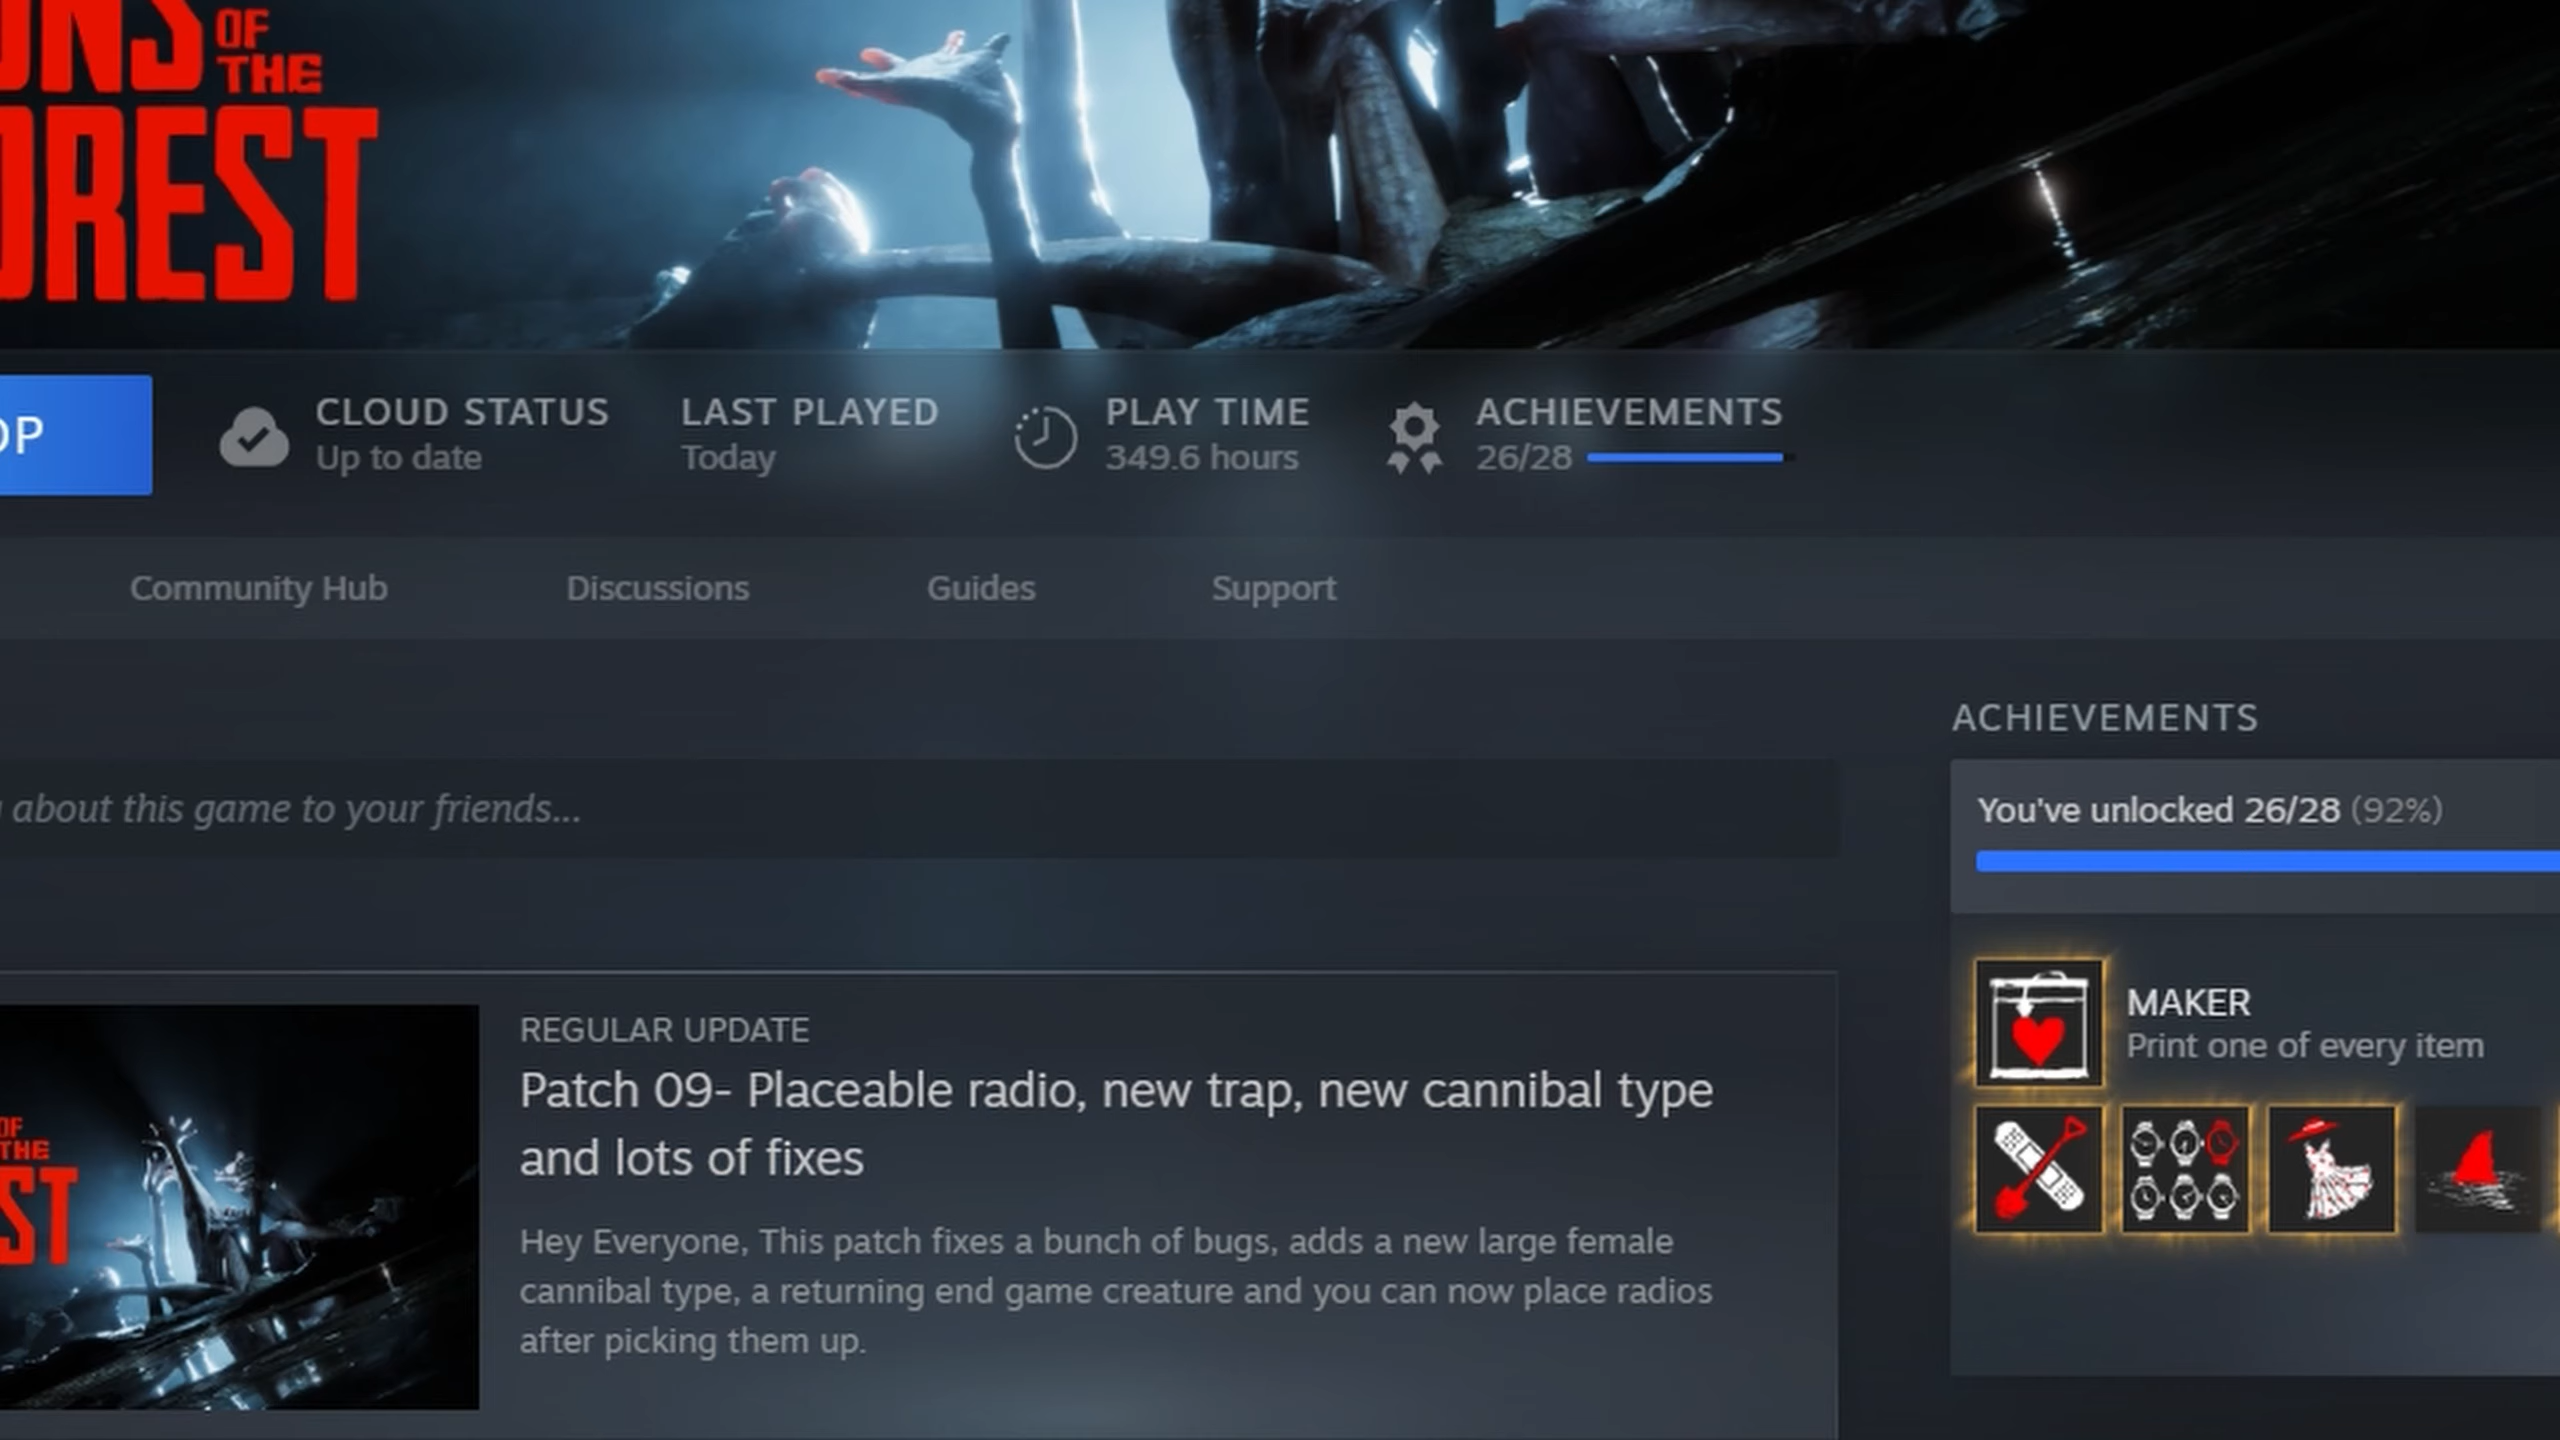 ONS OF THE
OREST
OP
CLOUD STATUS
Up to date
LAST PLAYED
Today
PLAY TIME
349.6 hours
ACHIEVEMENTS
26/28
Community Hub
Discussions
Guides
Support
about this game to your friends...
ACHIEVEMENTS
You've unlocked 26/28 (92%)
MAKER
Print one of every item
OF
THE
ST
REGULAR UPDATE
Patch 09- Placeable radio, new trap, new cannibal type
and lots of fixes
Hey Everyone, This patch fixes a bunch of bugs, adds a new large female
cannibal type, a returning end game creature and you can now place radios
after picking them up.